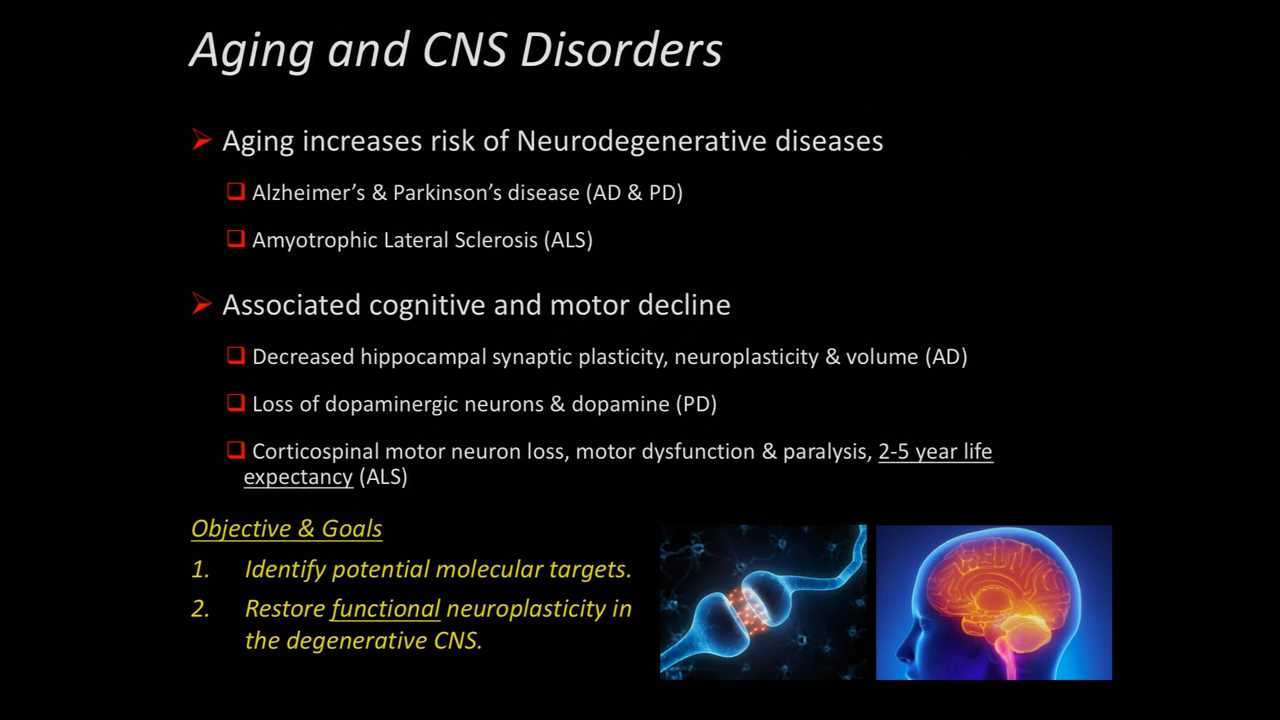 Aging and CNS Disorders
Aging increases risk of Neurodegenerative diseases
Alzheimer’s & Parkinson’s disease (AD & PD)
Amyotrophic Lateral Sclerosis (ALS)
Associated cognitive and motor decline
Decreased hippocampal synaptic plasticity, neuroplasticity & volume (AD)
Loss of dopaminergic neurons & dopamine (PD)
Corticospinal motor neuron loss, motor dysfunction & paralysis, 2-5 year life
expectancy (ALS)
Objective & Goals
1. Identify potential molecular targets.
2. Restore functional neuroplasticity in
the degenerative CNS.